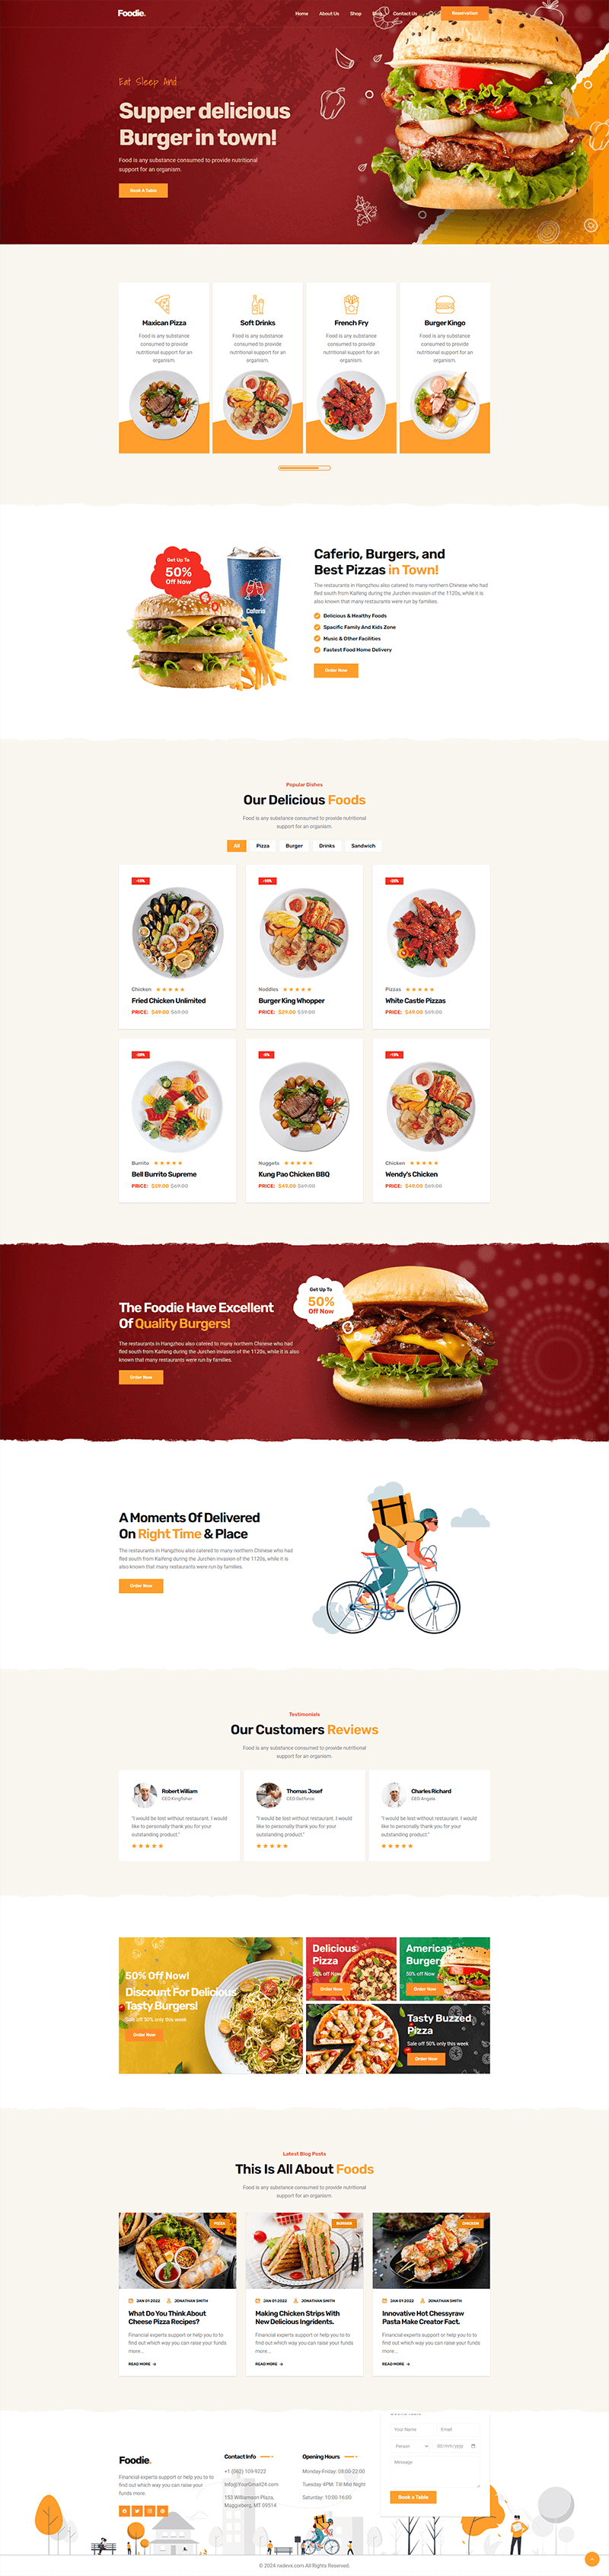 Foodie.
Home About Us Shop Contact Us Reservation
Eat Sleep And
Supper delicious
Burger in town!
Food is any substance consumed to provide nutritional
support for an organism.
Book A Table
Maxican Pizza
Food is any substance
consumed to provide
nutritional support for an
organism.
Soft Drinks
Food is any substance
consumed to provide
nutritional support for an
organism.
French Fry
Food is any substance
consumed to provide
nutritional support for an
organism.
Burger Kingo
Food is any substance
consumed to provide
nutritional support for an
organism.
Get Up To
50%
Off Now
Caferio
Caferio, Burgers, and
Best Pizzas in Town!
The restaurants in Hangzhou also catered to many northern Chinese who had
fled south from Kaifeng during the Jurchen invasion of the 1120s, while it is
also known that many restaurants were run by families.
Delicious & Healthy Foods
Spacific Family And Kids Zone
Music & Other Facilities
Fastest Food Home Delivery
Order Now
Popular Dishes
Our Delicious Foods
Food is any substance consumed to provide nutritional
support for an organism.
All Pizza Burger Drinks Sandwich
-15%
Chicken
Fried Chicken Unlimited
PRICE: $49.00 $69.00
-10%
Noddles
Burger King Whopper
PRICE: $29.00 $39.00
-25%
Pizzas
White Castle Pizzas
PRICE: $49.00 $69.00
-20%
Burrito
Bell Burrito Supreme
PRICE: $59.00 $69.00
-5%
Nuggets
Kung Pao Chicken BBQ
PRICE: $49.00 $69.00
-15%
Chicken
Wendy's Chicken
PRICE: $49.00 $69.00
The Foodie Have Excellent
Of Quality Burgers!
The restaurants in Hangzhou also catered to many northern Chinese who had
fled south from Kaifeng during the Jurchen invasion of the 1120s, while it is also
known that many restaurants were run by families.
Order Now
Get Up To
50%
Off Now
A Moments Of Delivered
On Right Time & Place
The restaurants in Hangzhou also catered to many northern Chinese who had
fled south from Kaifeng during the Jurchen invasion of the 1120s, while it is
also known that many restaurants were run by families.
Order Now
Testimonials
Our Customers Reviews
Food is any substance consumed to provide nutritional
support for an organism.
Robert William
CEO Kingfisher
"I would be lost without restaurant. I would
like to personally thank you for your
outstanding product."
Thomas Josef
CEO Getforce
"I would be lost without restaurant. I would
like to personally thank you for your
outstanding product."
Charles Richard
CEO Angela
"I would be lost without restaurant. I would
like to personally thank you for your
outstanding product."
50% Off Now!
Discount For Delicious
Tasty Burgers!
Sale off 50% only this week
Order Now
Delicious
Pizza
50% off Now
Order Now
American
Burger
50% off Now
Order Now
Tasty Buzzed
Pizza
Sale off 50% only this week
Order Now
Latest Blog Posts
This Is All About Foods
Food is any substance consumed to provide nutritional
support for an organism.
PIZZA
JAN 01 2022 JONATHAN SMITH
What Do You Think About
Cheese Pizza Recipes?
Financial experts support or help you to to
find out which way you can raise your funds
more...
READ MORE
BURGER
JAN 01 2022 JONATHAN SMITH
Making Chicken Strips With
New Delicious Ingridents.
Financial experts support or help you to to
find out which way you can raise your funds
more...
READ MORE
CHICKEN
JAN 01 2022 JONATHAN SMITH
Innovative Hot Chessyraw
Pasta Make Creator Fact.
Financial experts support or help you to to
find out which way you can raise your funds
more...
READ MORE
Foodie.
Financial experts support or help you to to
find out which way you can raise your funds
more.
Contact Info
+1 (062) 109-9222
Info@YourGmail24.com
153 Williamson Plaza,
Maggieberg, MT 09514
Opening Hours
Monday-Friday: 08:00-22:00
Tuesday 4PM: Till Mid Night
Saturday: 10:00-16:00
Your Name Email
Person dd/mm/yyyy
Message
Book a Table
© 2024 nxdevx.com All Rights Reserved.